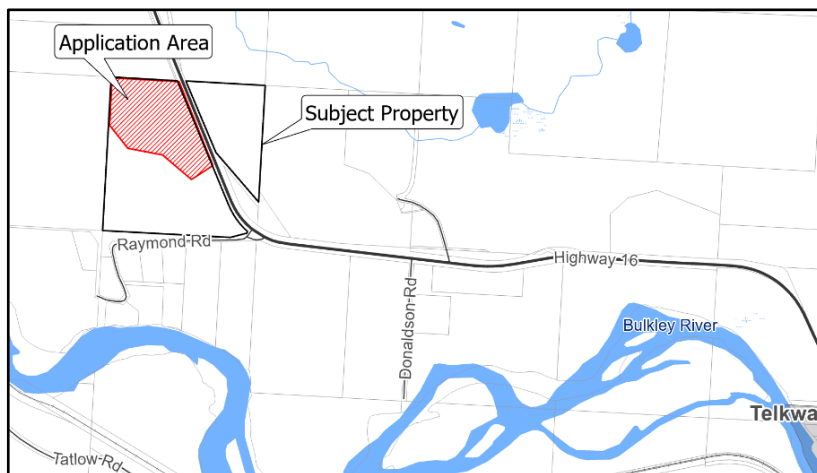 Application Area
Subject Property
Raymond-Rd
Highway-16
Donaldson-Rd
Bulkley River
Telkwa
Tatlow-Rd